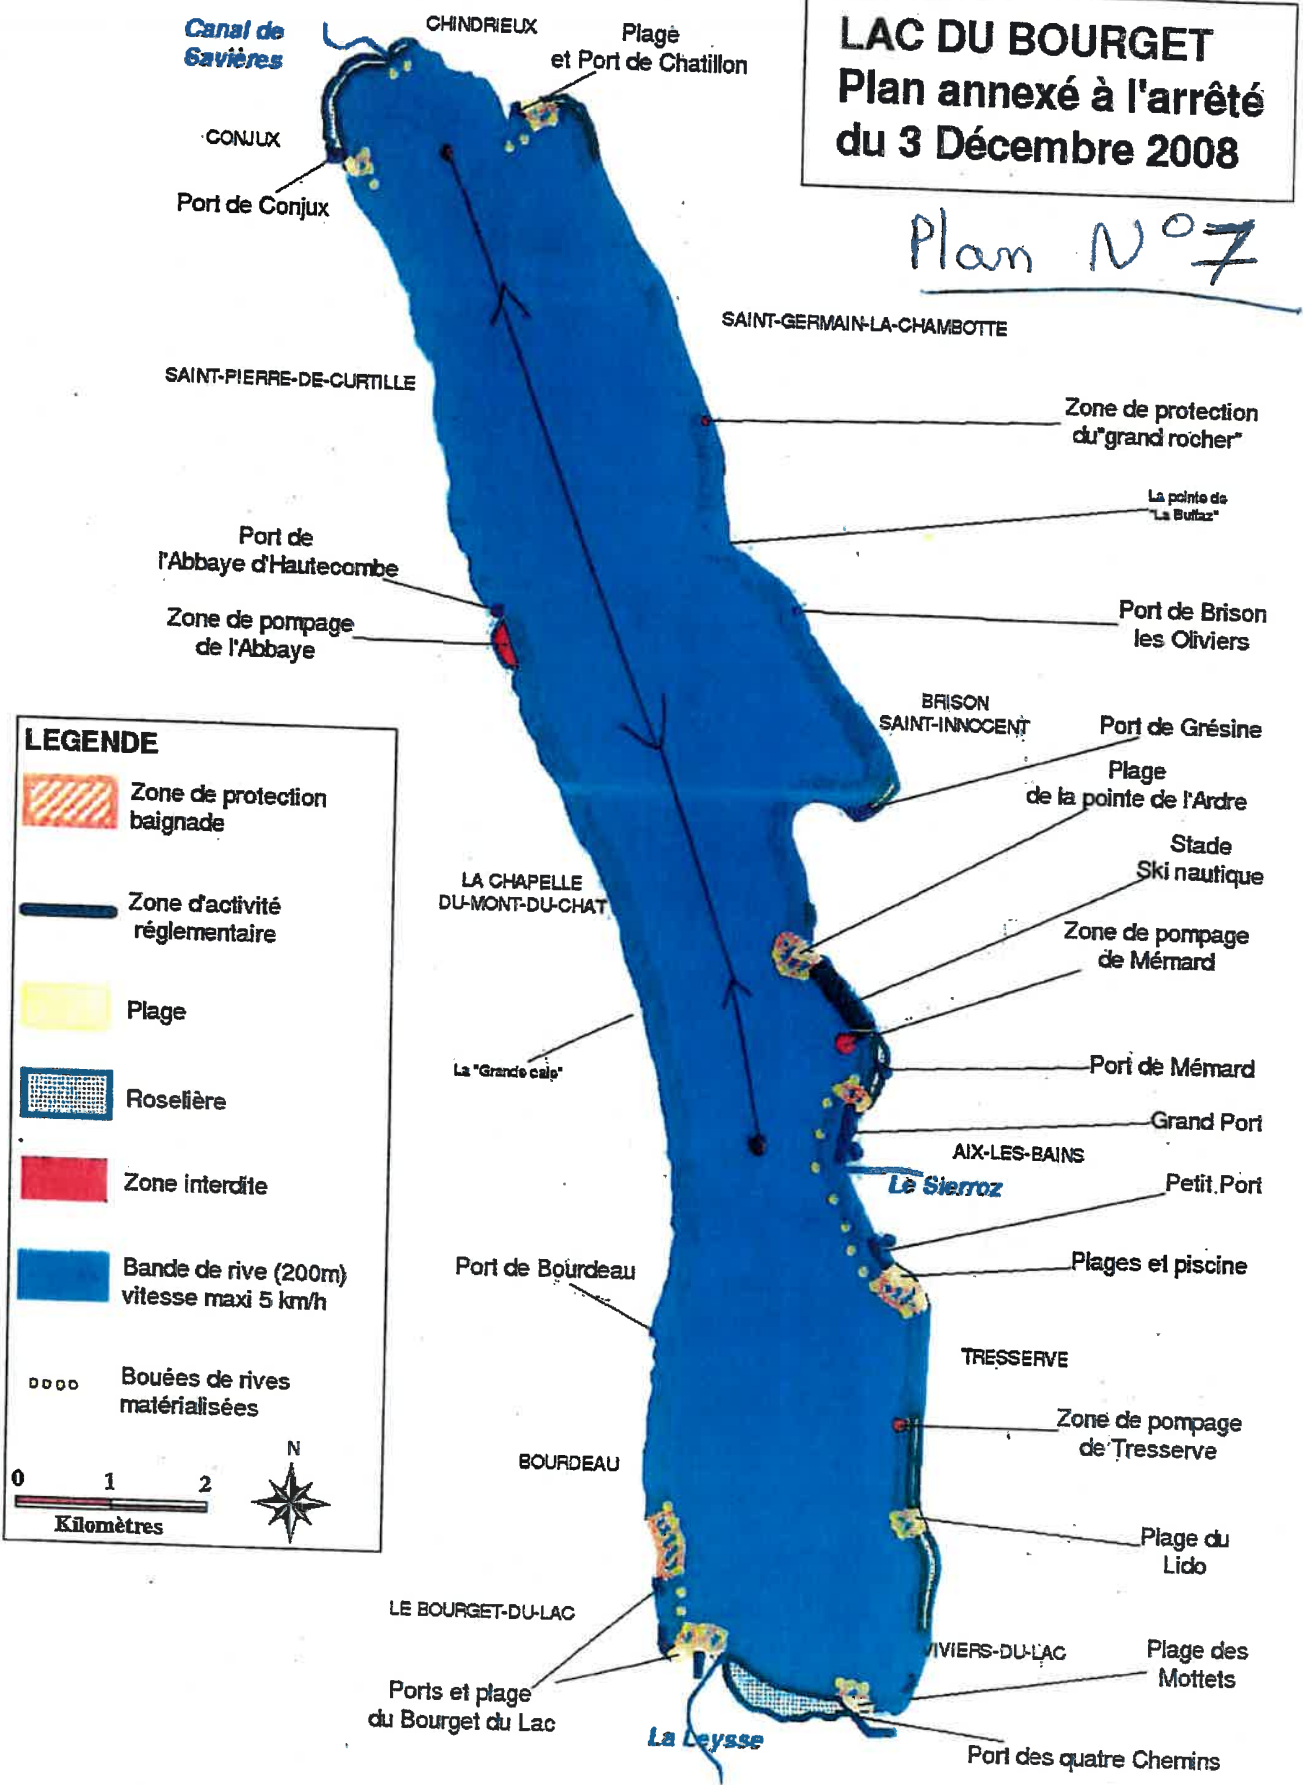 LAC DU BOURGET
Plan annexé à l'arrêté
du 3 Décembre 2008
Plan N° 7
Canal de
Savières
CHINDRIEUX
Plage
et Port de Chatillon
CONJUX
Port de Conjux
SAINT-GERMAIN-LA-CHAMBOTTE
SAINT-PIERRE-DE-CURTILLE
Zone de protection
du "grand rocher"
La pointe de
"La Buffaz"
Port de
l'Abbaye d'Hautecombe
Zone de pompage
de l'Abbaye
Port de Brison
les Oliviers
BRISON
SAINT-INNOCENT
Port de Grésine
Plage
de la pointe de l'Ardre
Stade
Ski nautique
LA CHAPELLE
DU-MONT-DU-CHAT
Zone de pompage
de Mémard
La "Grande cale"
Port de Mémard
Grand Port
AIX-LES-BAINS
Le Sierroz
Petit Port
Port de Bourdeau
Plages et piscine
TRESSERVE
Zone de pompage
de Tresserve
BOURDEAU
Plage du
Lido
LE BOURGET-DU-LAC
VIVIERS-DU-LAC
Plage des
Mottets
Ports et plage
du Bourget du Lac
La Leysse
Port des quatre Chemins
LEGENDE
Zone de protection
baignade
Zone d'activité
réglementaire
Plage
Roselière
Zone interdite
Bande de rive (200m)
vitesse maxi 5 km/h
Bouées de rives
matérialisées
N
0 1 2
Kilomètres